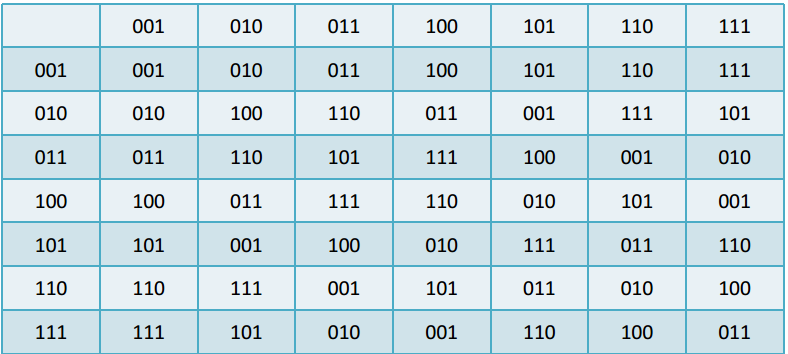 001 010 011 100 101 110 111
001 001 010 011 100 101 110 111
010 010 100 110 011 001 111 101
011 011 110 101 111 100 001 010
100 100 011 111 110 010 101 001
101 101 001 100 010 111 011 110
110 110 111 001 101 011 010 100
111 111 101 010 001 110 100 011